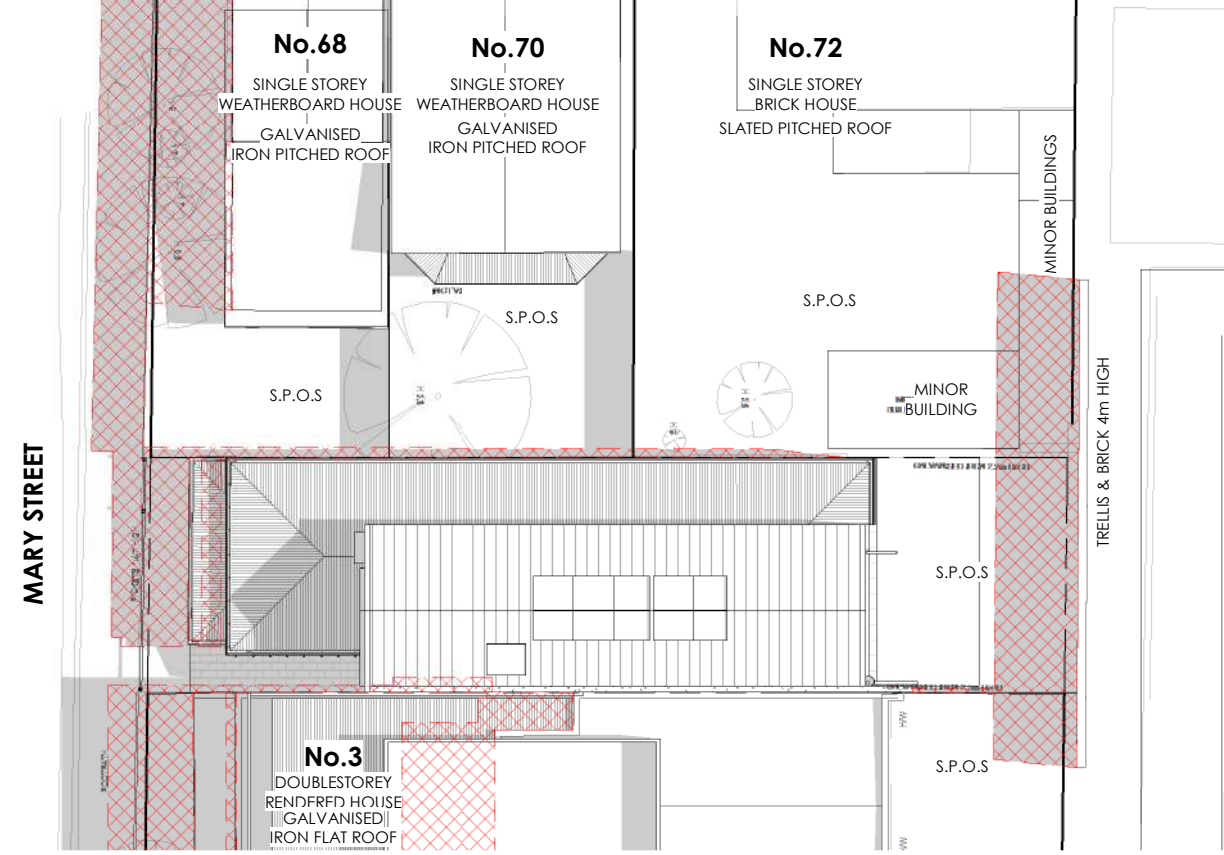 No.68
SINGLE STOREY
WEATHERBOARD HOUSE
GALVANISED
IRON PITCHED ROOF
No.70
SINGLE STOREY
WEATHERBOARD HOUSE
GALVANISED
IRON PITCHED ROOF
No.72
SINGLE STOREY
BRICK HOUSE
SLATED PITCHED ROOF
MINOR BUILDINGS
S.P.O.S
S.P.O.S
S.P.O.S
MINOR
BUILDING
TRELLIS & BRICK 4m HIGH
MARY STREET
S.P.O.S
S.P.O.S
No.3
DOUBLESTOREY
RENDERED HOUSE
GALVANISED
IRON FLAT ROOF